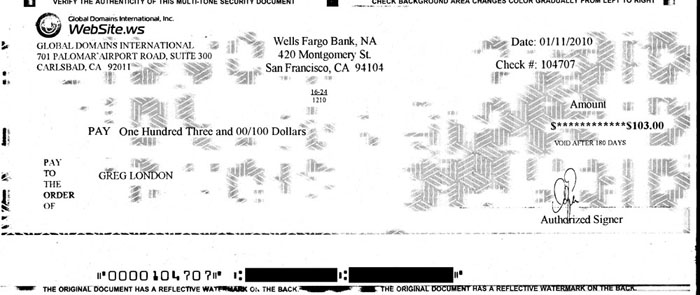 VERIFY THE AUTHENTICITY OF THIS MULTI-TONE SECURITY DOCUMENT
CHECK BACKGROUND AREA CHANGES COLOR GRADUALLY FROM LEFT TO RIGHT
Global Domains International, Inc.
WebSite.ws
GLOBAL DOMAINS INTERNATIONAL
701 PALOMAR AIRPORT ROAD, SUITE 300
CARLSBAD, CA 92011
Wells Fargo Bank, NA
420 Montgomery St.
San Francisco, CA 94104
Date: 01/11/2010
Check #: 104707
16-24
1210
Amount
PAY One Hundred Three and 00/100 Dollars
$*************$103.00
VOID AFTER 180 DAYS
PAY
TO
THE
ORDER
OF
GREG LONDON
Authorized Signer
⑈0000104707⑈ ⑆ ⑆ ⑈
THE ORIGINAL DOCUMENT HAS A REFLECTIVE WATERMARK ON THE BACK.
THE ORIGINAL DOCUMENT HAS A REFLECTIVE WATERMARK ON THE BACK.